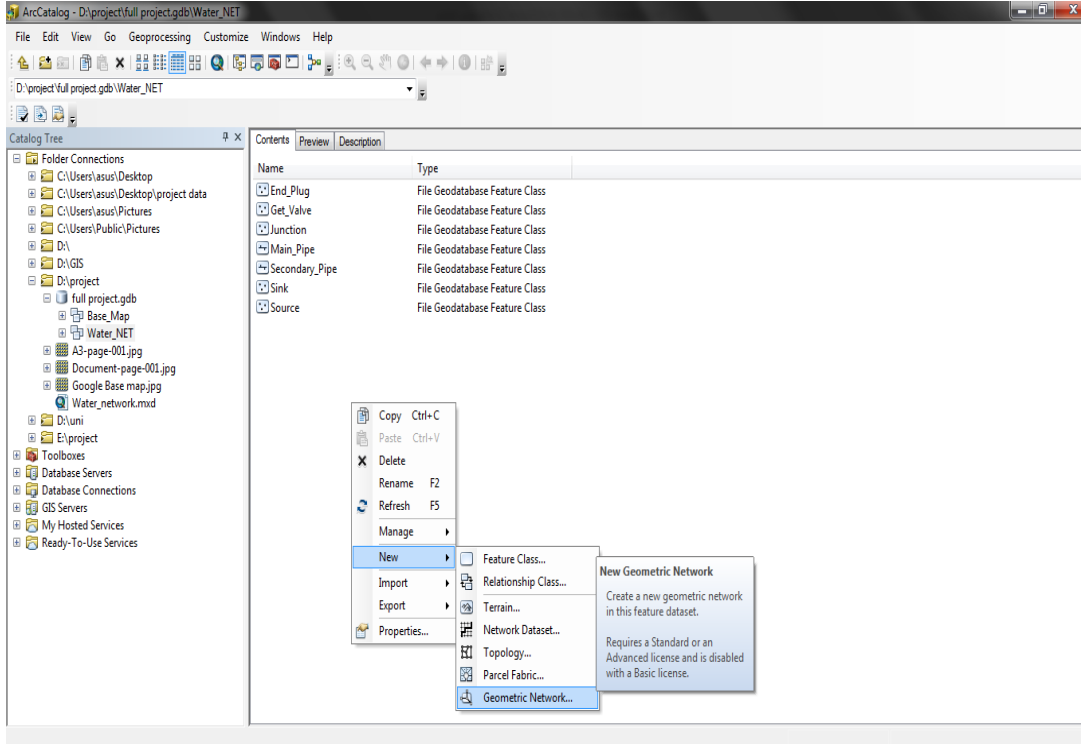 ArcCatalog - D:\project\full project.gdb\Water_NET
File Edit View Go Geoprocessing Customize Windows Help
D:\project\full project.gdb\Water_NET
Catalog Tree
Contents Preview Description
Folder Connections
C:\Users\asus\Desktop
C:\Users\asus\Desktop\project data
C:\Users\asus\Pictures
C:\Users\Public\Pictures
D:\
D:\GIS
D:\project
full project.gdb
Base_Map
Water_NET
A3-page-001.jpg
Document-page-001.jpg
Google Base map.jpg
Water_network.mxd
D:\uni
E:\project
Toolboxes
Database Servers
Database Connections
GIS Servers
My Hosted Services
Ready-To-Use Services
Name Type
End_Plug File Geodatabase Feature Class
Get_Valve File Geodatabase Feature Class
Junction File Geodatabase Feature Class
Main_Pipe File Geodatabase Feature Class
Secondary_Pipe File Geodatabase Feature Class
Sink File Geodatabase Feature Class
Source File Geodatabase Feature Class
Copy Ctrl+C
Paste Ctrl+V
Delete
Rename F2
Refresh F5
Manage
New
Import
Export
Properties...
Feature Class...
Relationship Class...
Terrain...
Network Dataset...
Topology...
Parcel Fabric...
Geometric Network...
New Geometric Network
Create a new geometric network
in this feature dataset.
Requires a Standard or an
Advanced license and is disabled
with a Basic license.